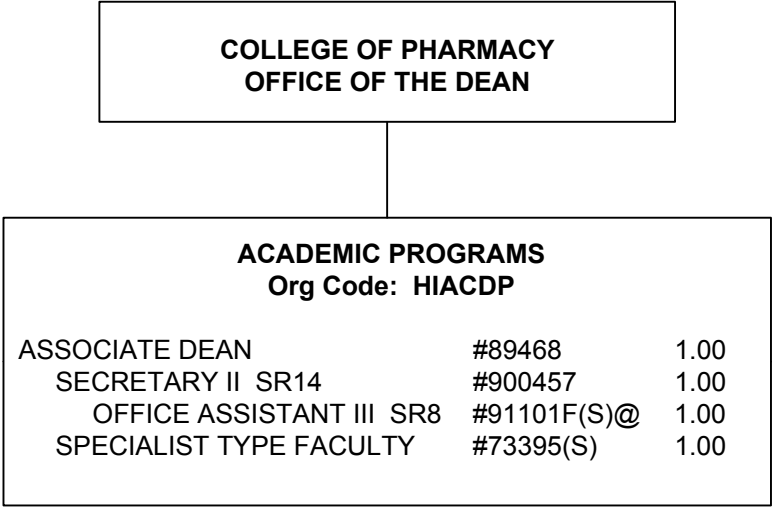 COLLEGE OF PHARMACY
OFFICE OF THE DEAN
ACADEMIC PROGRAMS
Org Code: HIACDP
ASSOCIATE DEAN #89468 1.00
SECRETARY II SR14 #900457 1.00
OFFICE ASSISTANT III SR8 #91101F(S)@ 1.00
SPECIALIST TYPE FACULTY #73395(S) 1.00